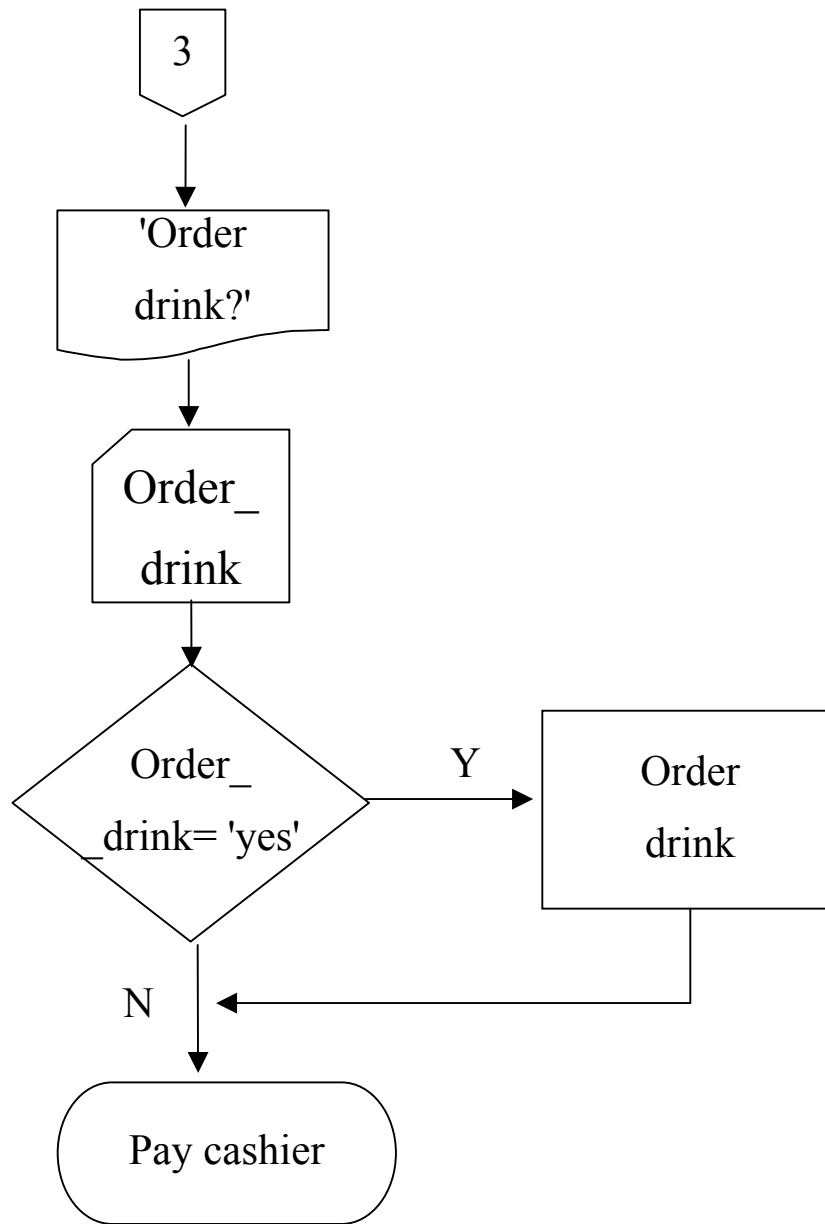 3
'Order
drink?'
Order_
drink
Order_
_drink= 'yes'
Y
Order
drink
N
Pay cashier